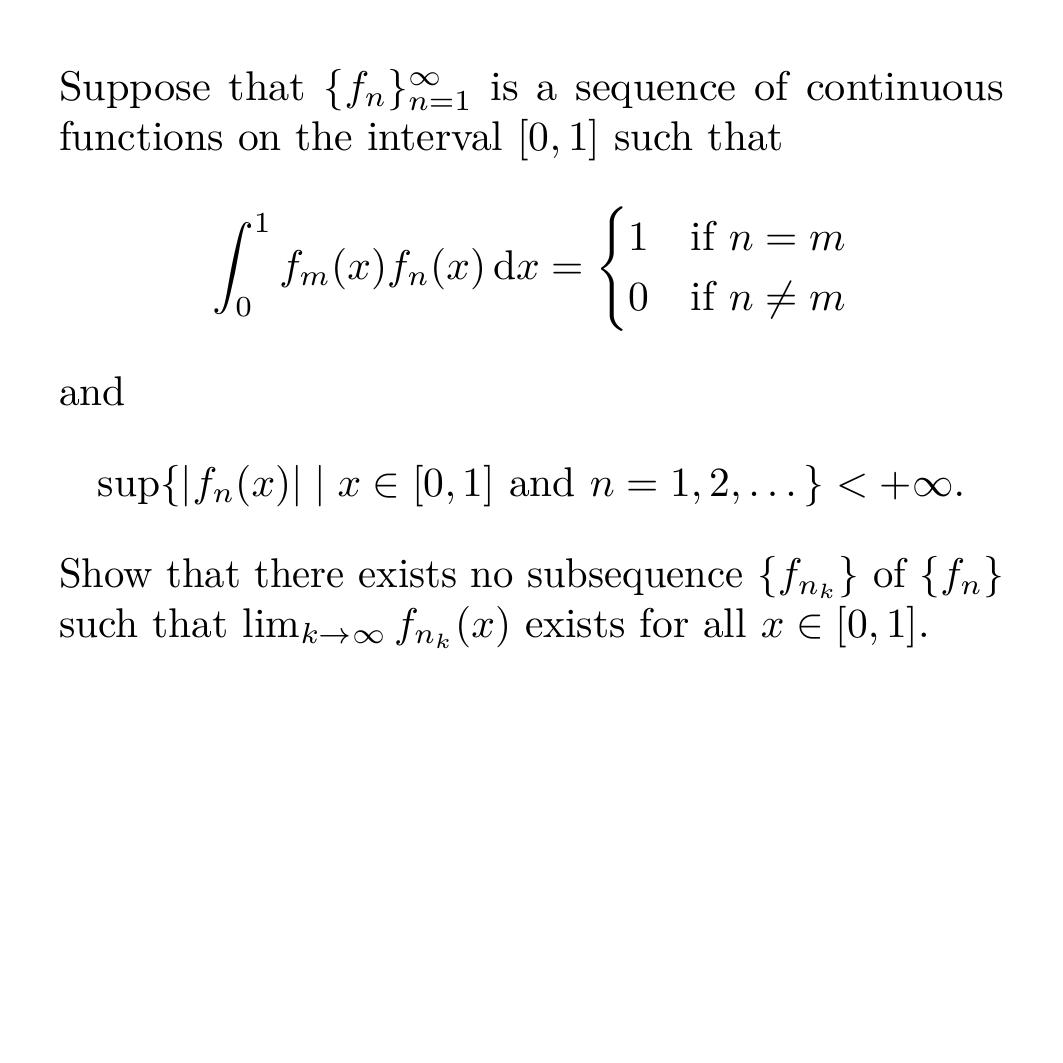 Suppose that $\{f_n\}_{n=1}^{\infty}$ is a sequence of continuous
functions on the interval $[0, 1]$ such that
$$\int_0^1 f_m(x) f_n(x) \, \mathrm{d}x = \begin{cases} 1 & \text{if } n = m \\ 0 & \text{if } n \neq m \end{cases}$$
and
$$\sup\{|f_n(x)| \mid x \in [0, 1] \text{ and } n = 1, 2, \ldots\} < +\infty.$$
Show that there exists no subsequence $\{f_{n_k}\}$ of $\{f_n\}$
such that $\lim_{k \to \infty} f_{n_k}(x)$ exists for all $x \in [0, 1]$.